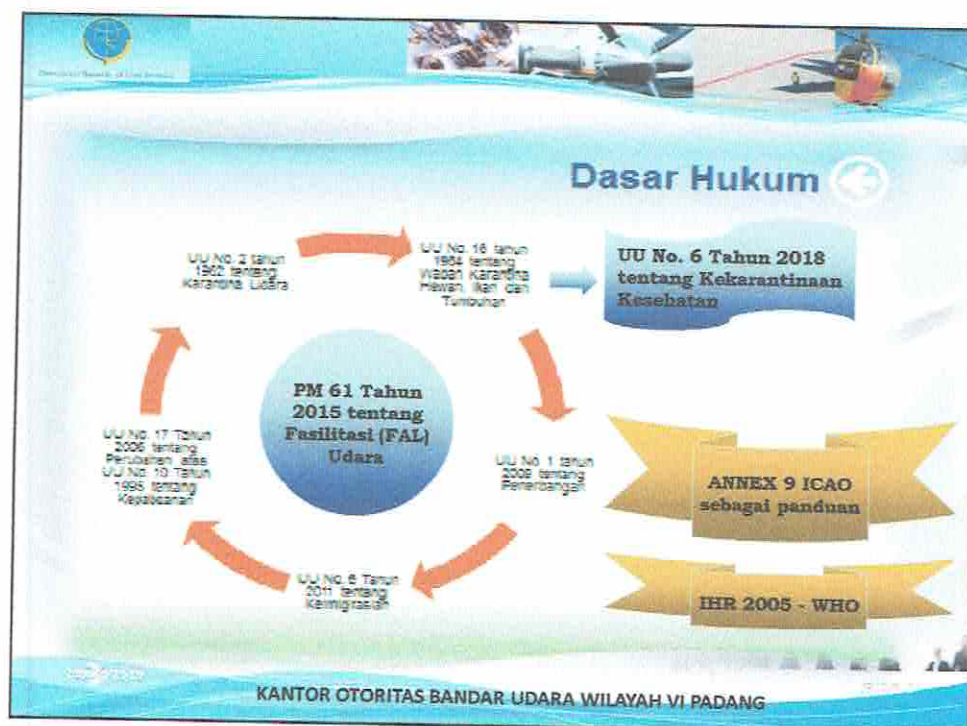 Dasar Hukum
UU No. 2 tahun
1962 tentang
Karantina Udara
UU No. 16 tahun
1964 tentang
Wabah Karantina
Hewan, Ikan dan
Tumbuhan
UU No. 6 Tahun 2018
tentang Kekarantinaan
Kesehatan
PM 61 Tahun
2015 tentang
Fasilitasi (FAL)
Udara
UU No. 17 Tahun
2006 tentang
Perubahan atas
UU No. 10 Tahun
1995 tentang
Kepabeanan
UU No. 1 tahun
2009 tentang
Penerbangan
UU No. 6 Tahun
2011 tentang
Keimigrasian
ANNEX 9 ICAO
sebagai panduan
IHR 2005 - WHO
KANTOR OTORITAS BANDAR UDARA WILAYAH VI PADANG